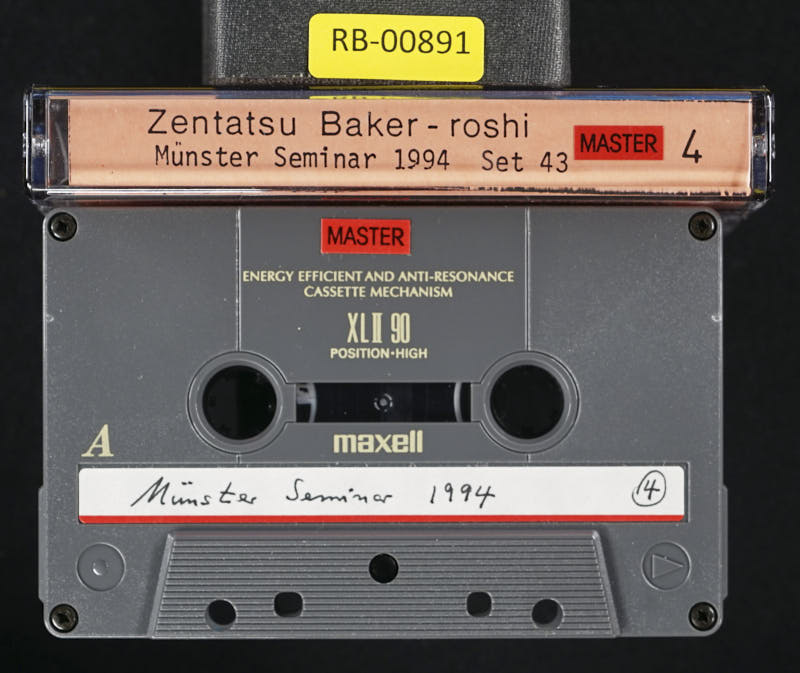 RB-00891
Zentatsu Baker-roshi
Münster Seminar 1994 Set 43 MASTER 4
MASTER
ENERGY EFFICIENT AND ANTI-RESONANCE
CASSETTE MECHANISM
XLII 90
POSITION·HIGH
maxell
A
Münster Seminar 1994 4